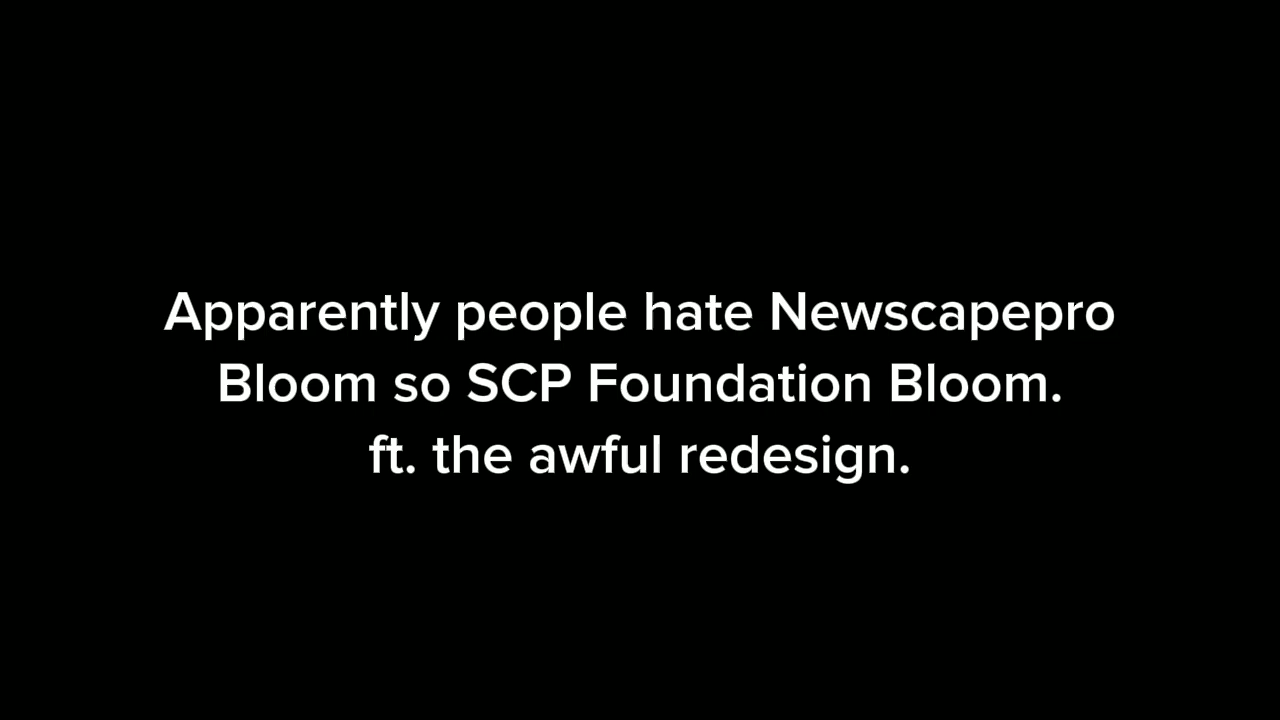 Apparently people hate Newscapepro
Bloom so SCP Foundation Bloom.
ft. the awful redesign.